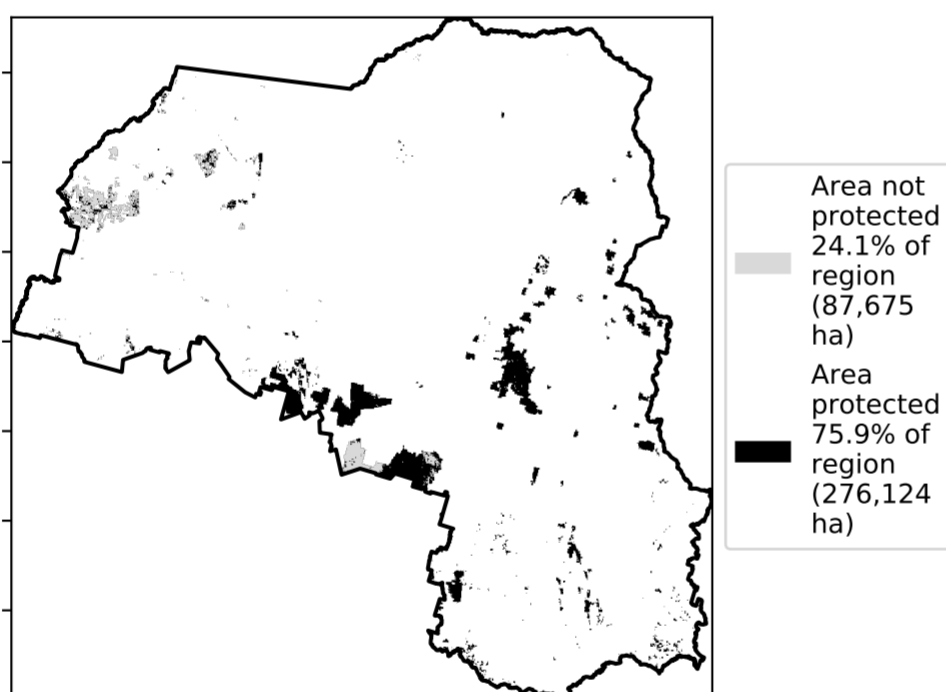 Area not
protected
24.1% of
region
(87,675
ha)
Area
protected
75.9% of
region
(276,124
ha)